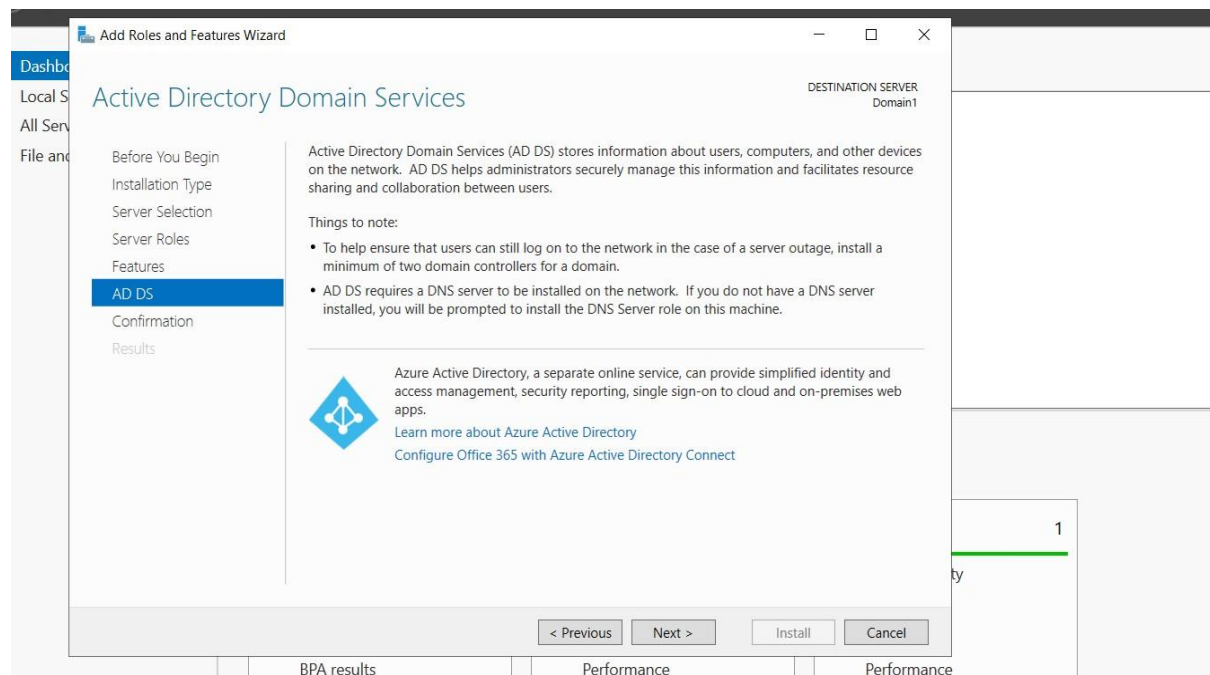 Add Roles and Features Wizard
Active Directory Domain Services
DESTINATION SERVER
Domain1
Before You Begin
Installation Type
Server Selection
Server Roles
Features
AD DS
Confirmation
Results
Active Directory Domain Services (AD DS) stores information about users, computers, and other devices
on the network. AD DS helps administrators securely manage this information and facilitates resource
sharing and collaboration between users.
Things to note:
• To help ensure that users can still log on to the network in the case of a server outage, install a
minimum of two domain controllers for a domain.
• AD DS requires a DNS server to be installed on the network. If you do not have a DNS server
installed, you will be prompted to install the DNS Server role on this machine.
Azure Active Directory, a separate online service, can provide simplified identity and
access management, security reporting, single sign-on to cloud and on-premises web
apps.
Learn more about Azure Active Directory
Configure Office 365 with Azure Active Directory Connect
< Previous
Next >
Install
Cancel
Dashbo
Local S
All Serv
File and
1
ty
BPA results
Performance
Performance